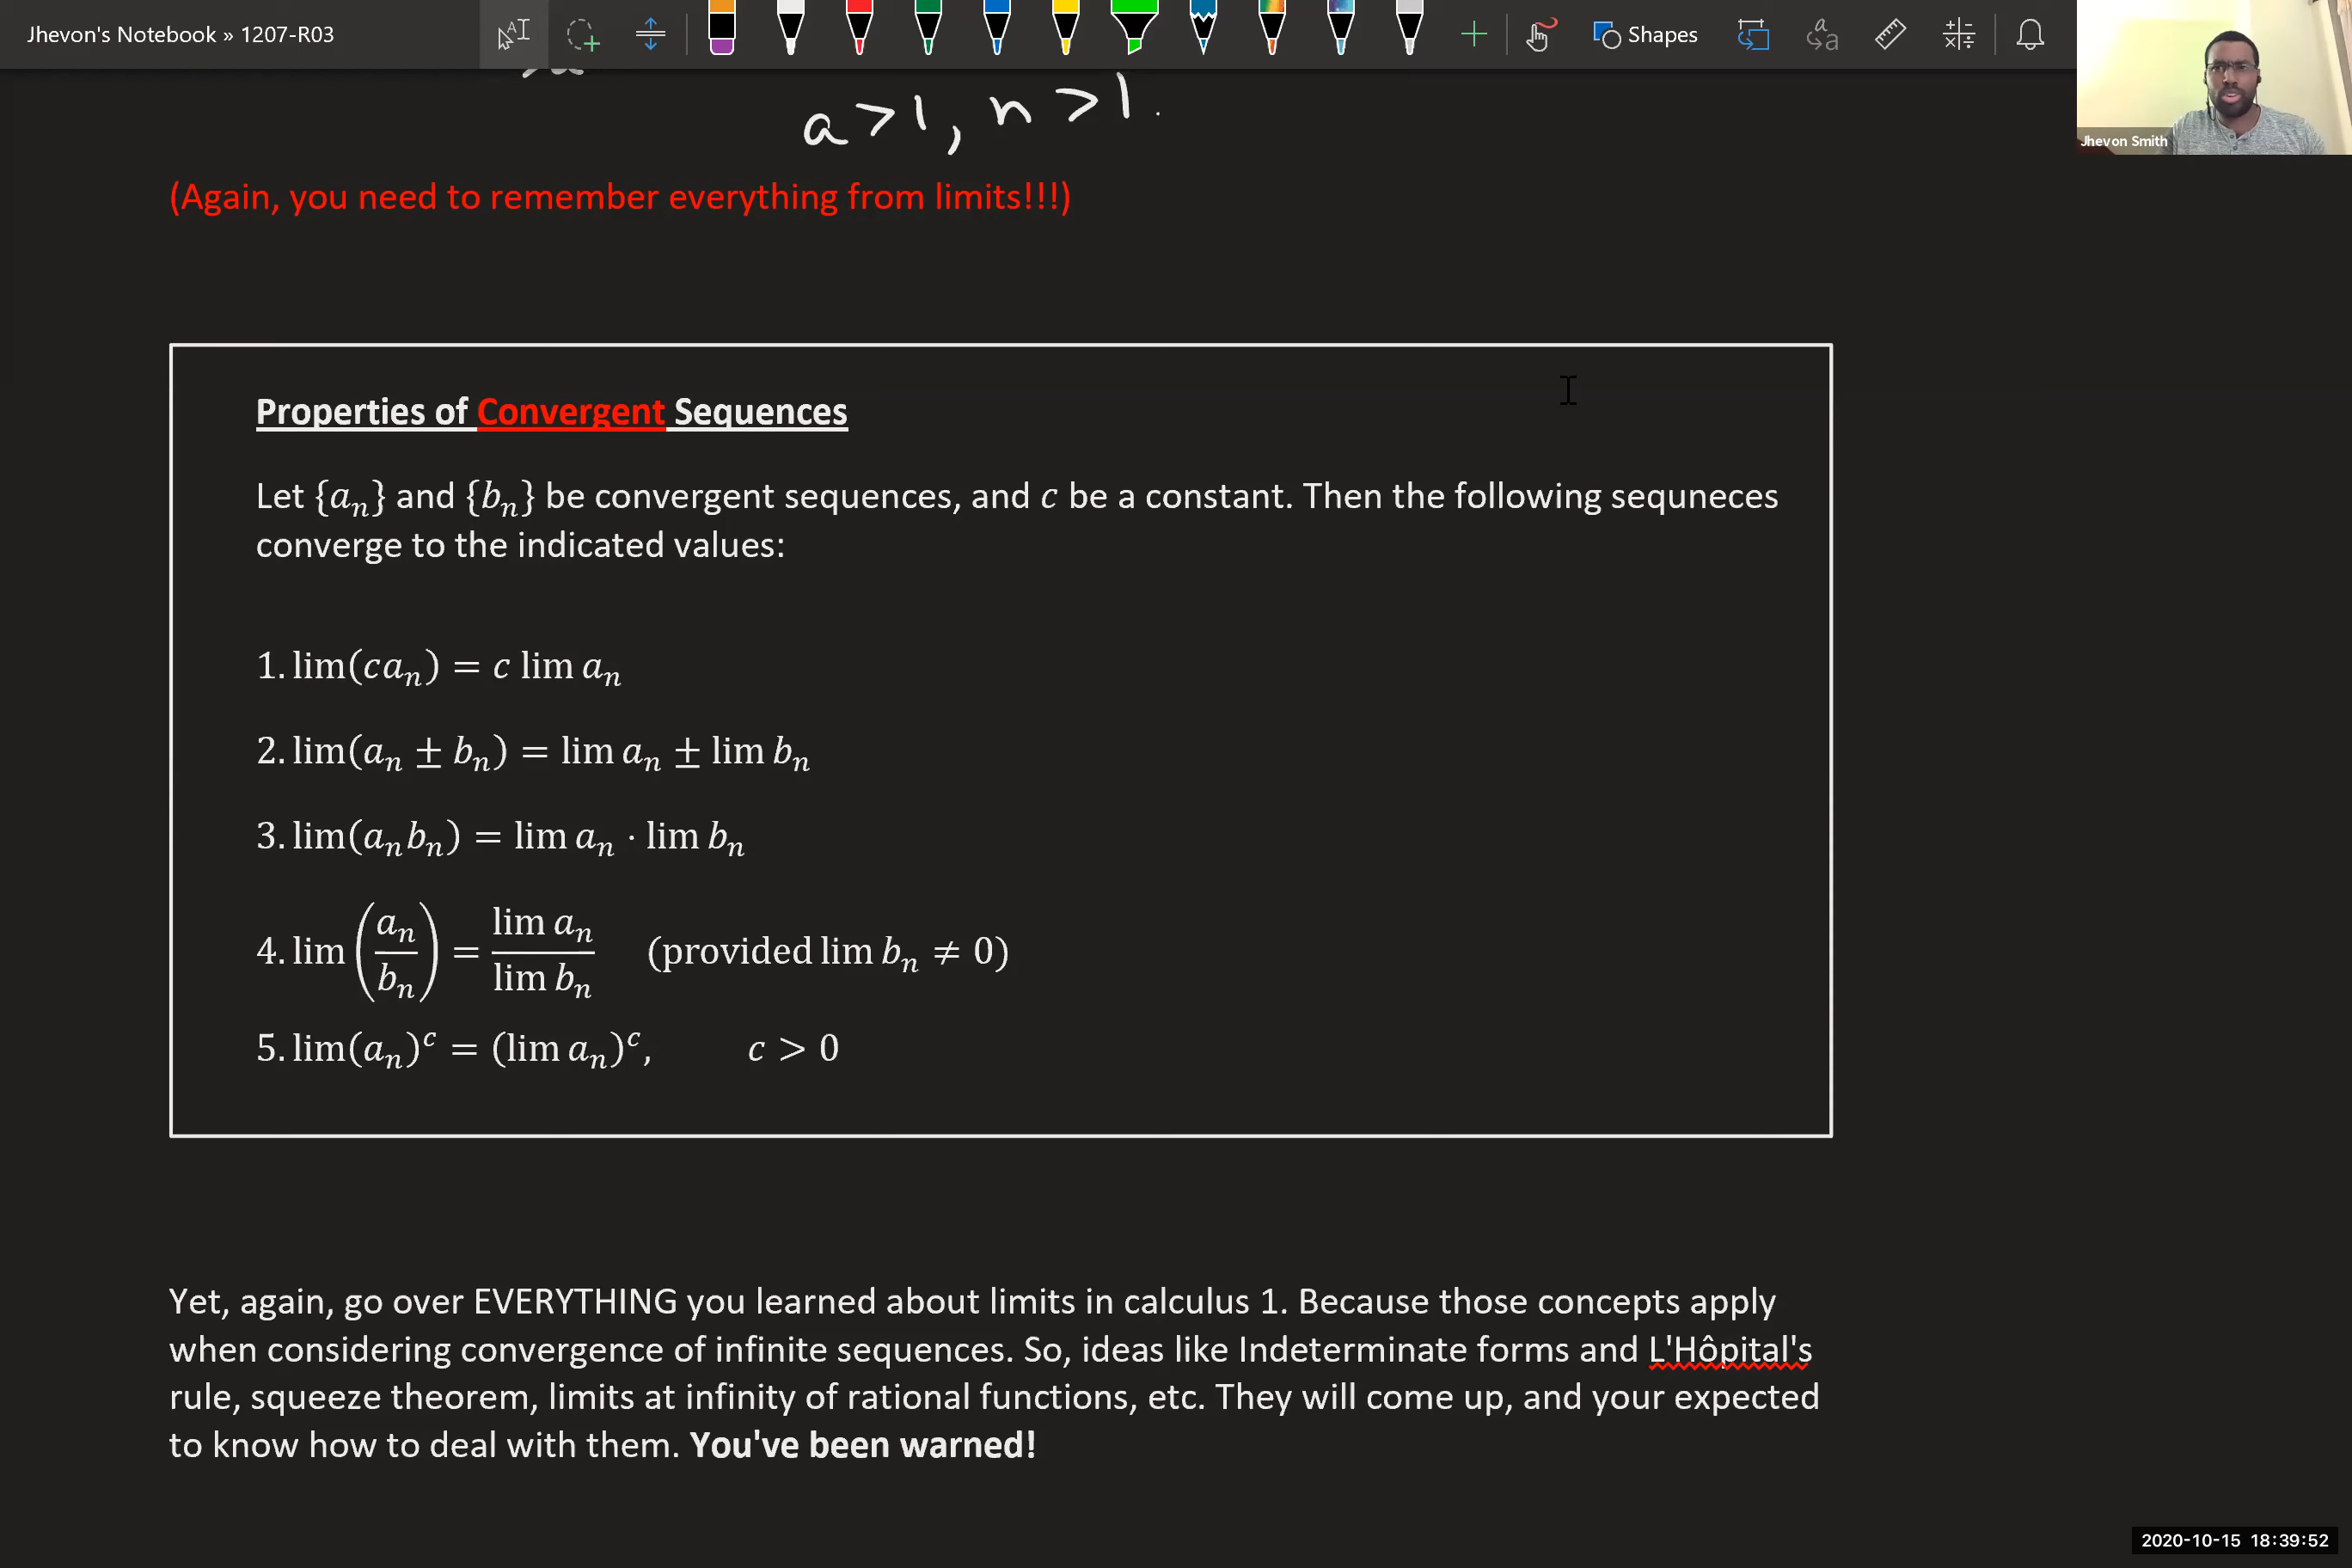 Jhevon's Notebook » 1207-R03
Shapes
Jhevon Smith
a > 1, n > 1.
(Again, you need to remember everything from limits!!!)
Properties of Convergent Sequences
Let {aₙ} and {bₙ} be convergent sequences, and c be a constant. Then the following sequneces
converge to the indicated values:
1. lim(caₙ) = c lim aₙ
2. lim(aₙ ± bₙ) = lim aₙ ± lim bₙ
3. lim(aₙbₙ) = lim aₙ · lim bₙ
4. lim (aₙ/bₙ) = lim aₙ / lim bₙ (provided lim bₙ ≠ 0)
5. lim(aₙ)ᶜ = (lim aₙ)ᶜ, c > 0
Yet, again, go over EVERYTHING you learned about limits in calculus 1. Because those concepts apply
when considering convergence of infinite sequences. So, ideas like Indeterminate forms and L'Hôpital's
rule, squeeze theorem, limits at infinity of rational functions, etc. They will come up, and your expected
to know how to deal with them. You've been warned!
2020-10-15 18:39:52